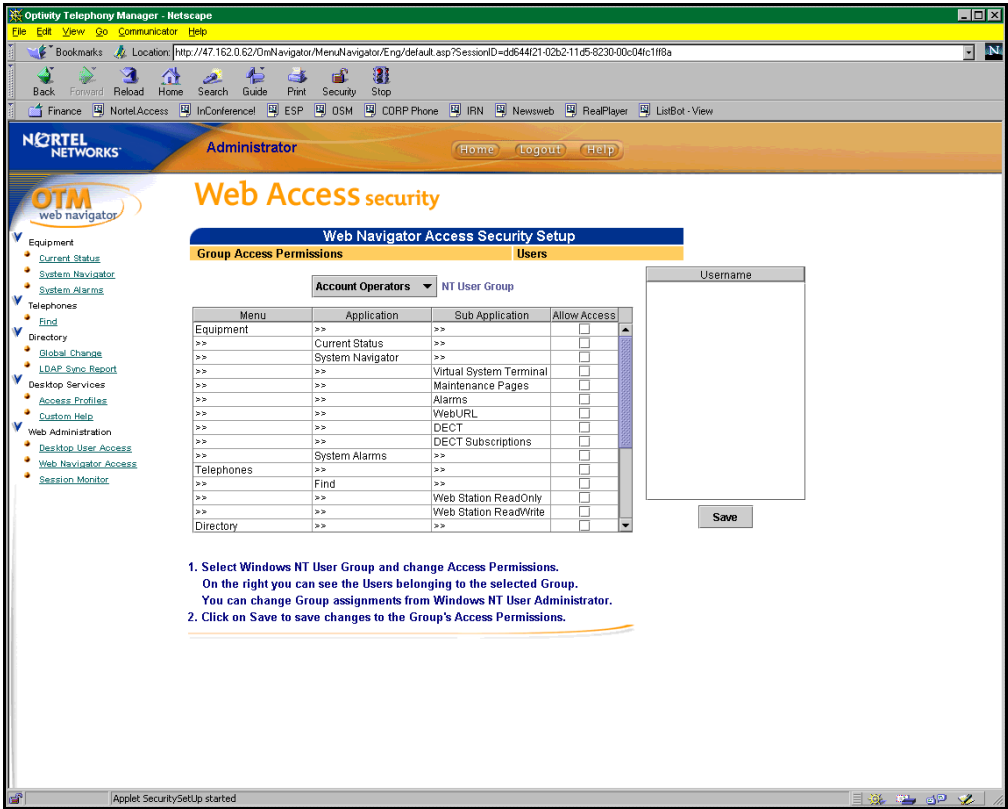 Optivity Telephony Manager - Netscape
File Edit View Go Communicator Help
Bookmarks Location: http://47.162.0.62/OmNavigator/MenuNavigator/Eng/default.asp?SessionID=dd644f21-02b2-11d5-8230-00c04fc1ff8a N
Back Forward Reload Home Search Guide Print Security Stop
Finance Nortel.Access InConference! ESP OSM CORP Phone IRN Newsweb RealPlayer ListBot - View
NORTEL NETWORKS
Administrator
Home Logout Help
OTM
web navigator
Web Access security
Equipment
Current Status
System Navigator
System Alarms
Telephones
Find
Directory
Global Change
LDAP Sync Report
Desktop Services
Access Profiles
Custom Help
Web Administration
Desktop User Access
Web Navigator Access
Session Monitor
Web Navigator Access Security Setup
Group Access Permissions Users
Account Operators NT User Group
Menu Application Sub Application Allow Access
Equipment >> >>
>> Current Status >>
>> System Navigator >>
>> >> Virtual System Terminal
>> >> Maintenance Pages
>> >> Alarms
>> >> WebURL
>> >> DECT
>> >> DECT Subscriptions
>> System Alarms >>
Telephones >> >>
>> Find >>
>> >> Web Station ReadOnly
>> >> Web Station ReadWrite
Directory >> >>
Username
Save
1. Select Windows NT User Group and change Access Permissions.
On the right you can see the Users belonging to the selected Group.
You can change Group assignments from Windows NT User Administrator.
2. Click on Save to save changes to the Group's Access Permissions.
Applet SecuritySetUp started